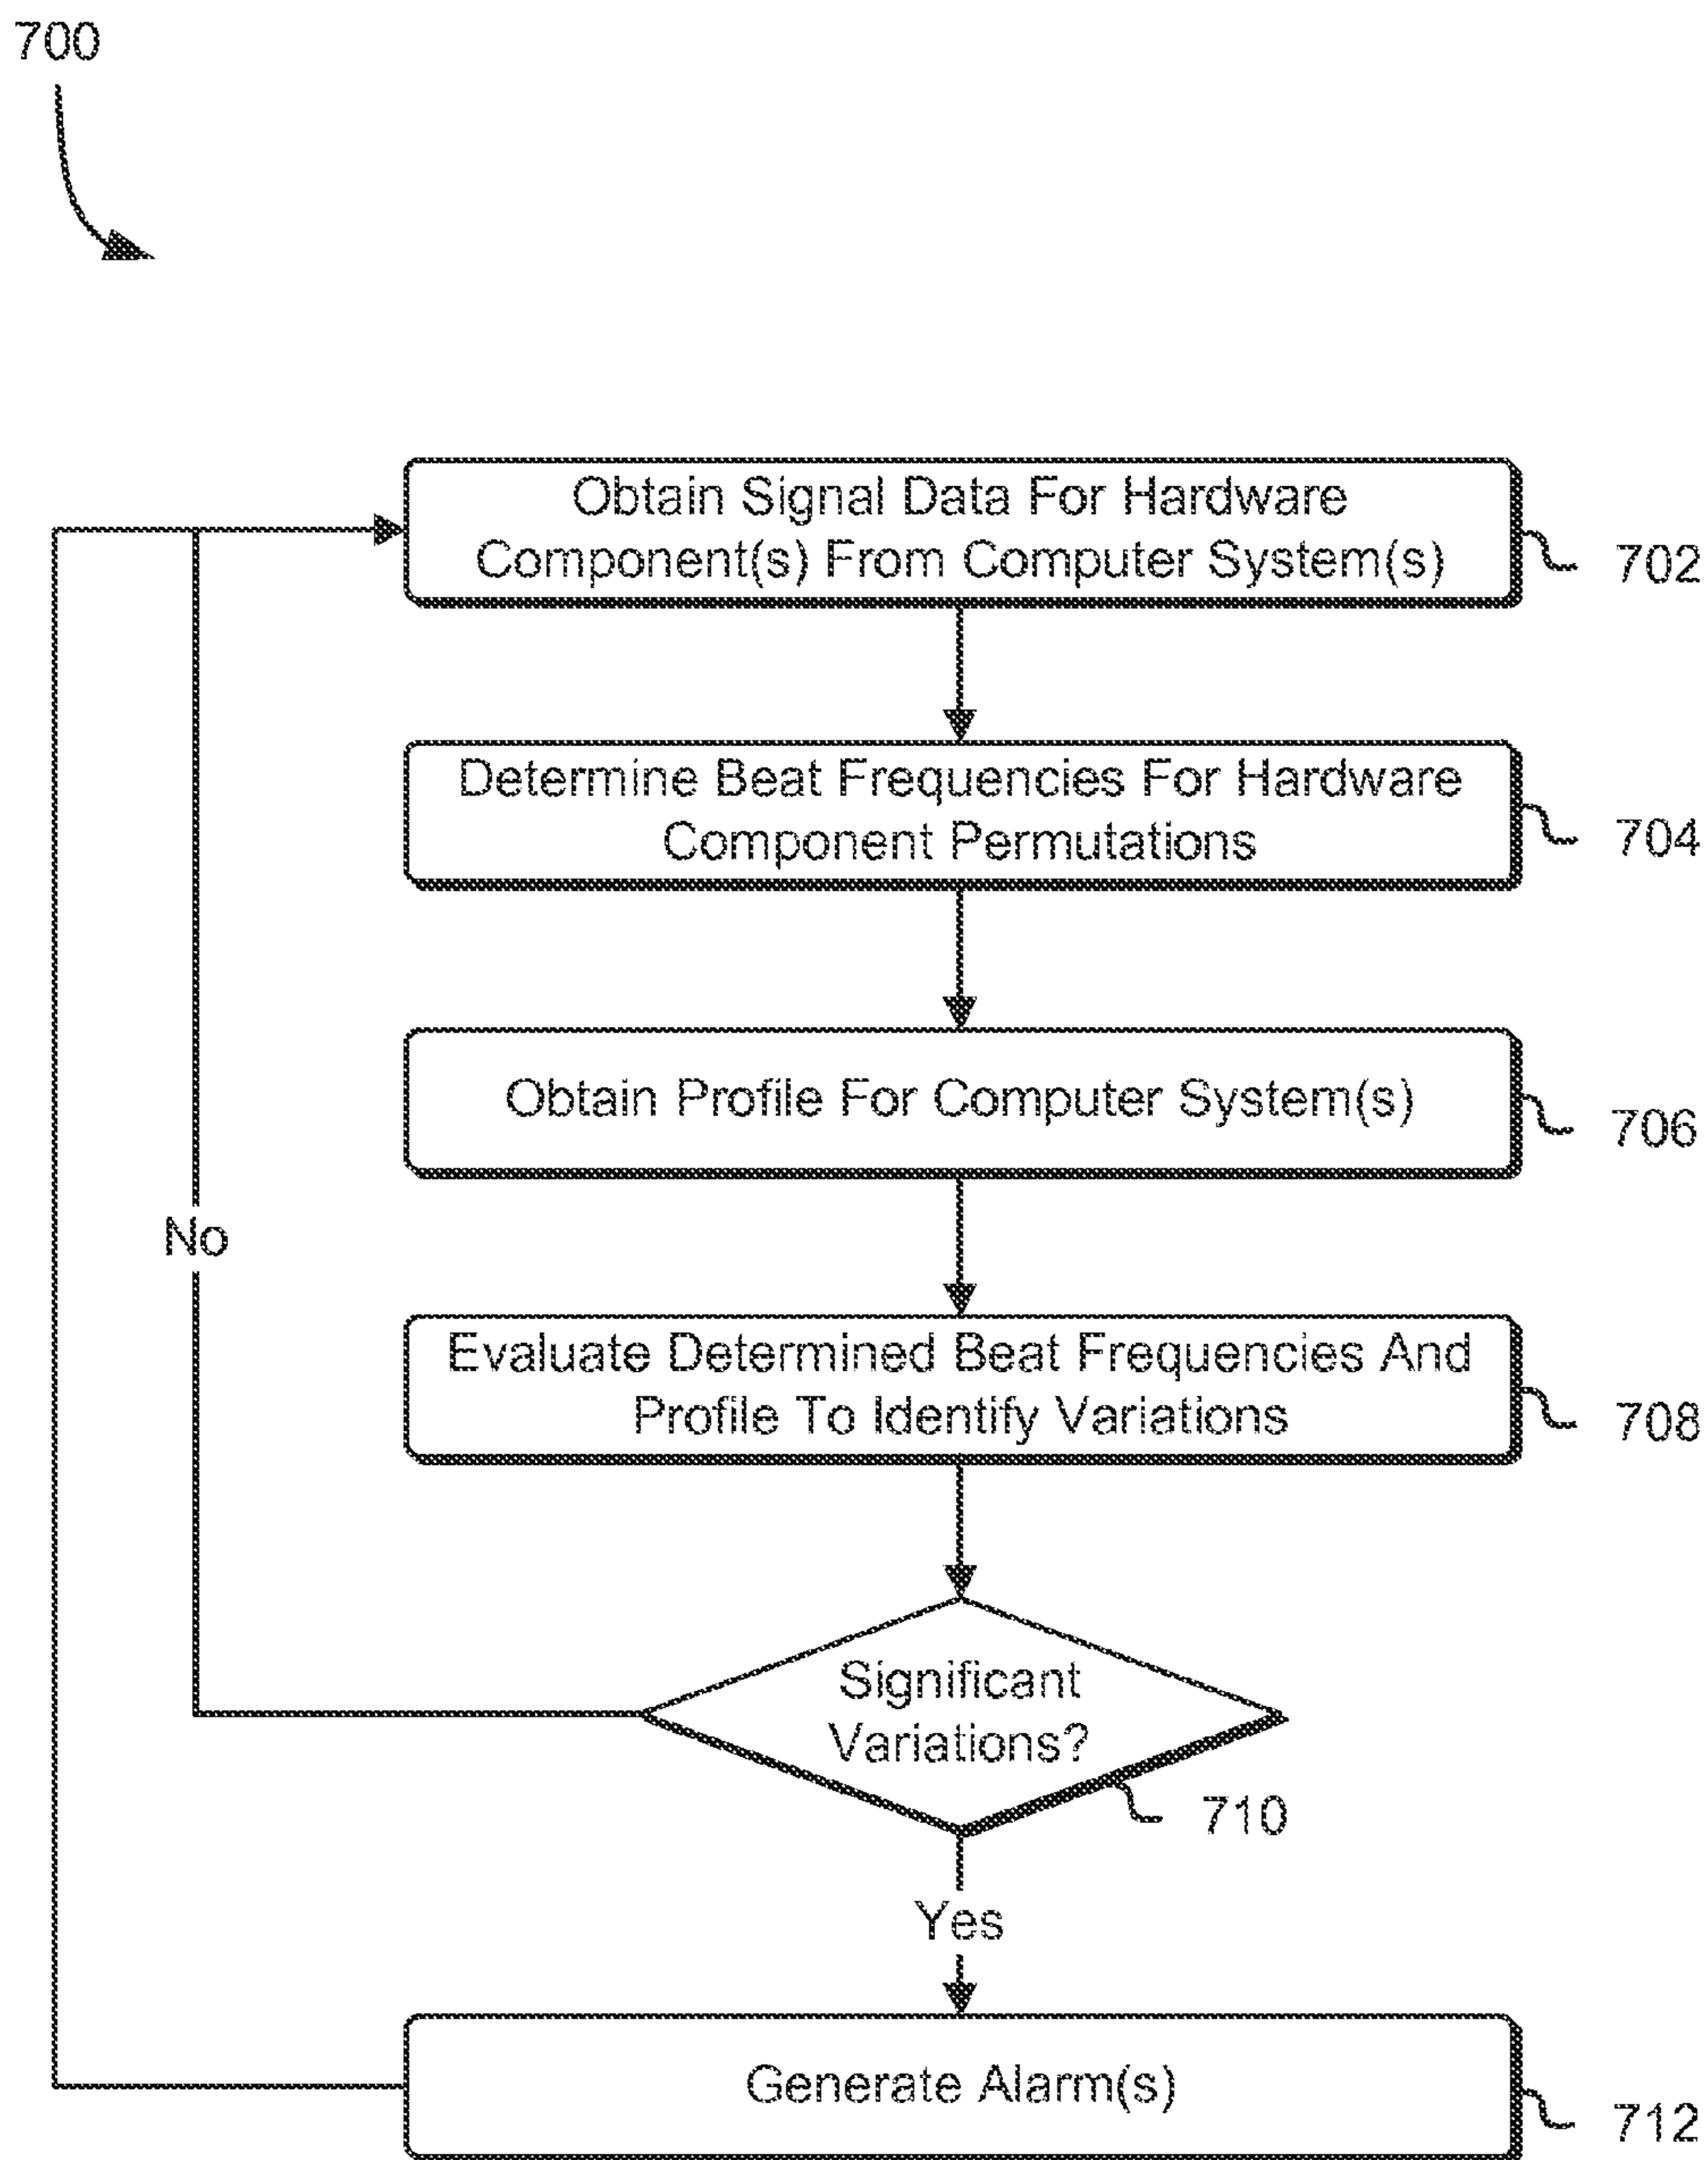 700
Obtain Signal Data For Hardware
Component(s) From Computer System(s)
702
Determine Beat Frequencies For Hardware
Component Permutations
704
Obtain Profile For Computer System(s)
706
No
Evaluate Determined Beat Frequencies And
Profile To Identify Variations
708
Significant
Variations?
710
Yes
Generate Alarm(s)
712